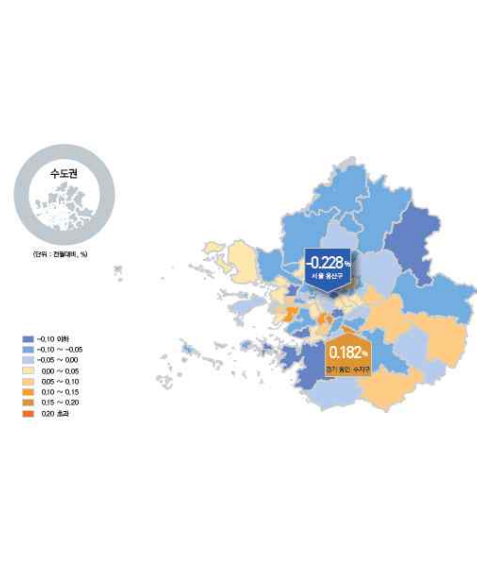 수도권
(단위 : 전월대비, %)
-0.228%
서울 용산구
0.182%
경기 용인 수지구
-0.10 이하
-0.10 ~ -0.05
-0.05 ~ 0.00
0.00 ~ 0.05
0.05 ~ 0.10
0.10 ~ 0.15
0.15 ~ 0.20
0.20 초과